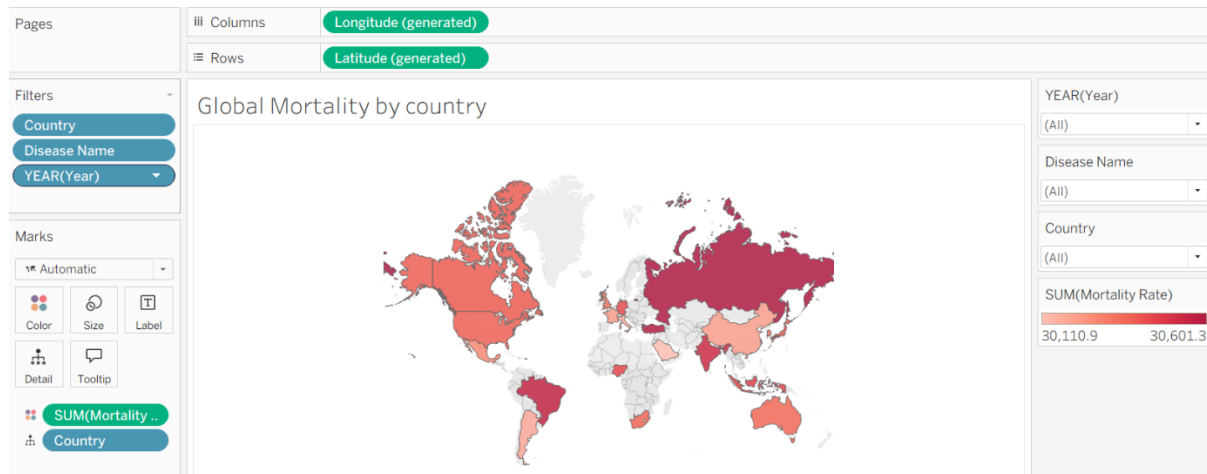 Pages
Columns
Longitude (generated)
Rows
Latitude (generated)
Filters
Country
Disease Name
YEAR(Year)
Marks
Automatic
Color
Size
Label
Detail
Tooltip
SUM(Mortality ..
Country
Global Mortality by country
YEAR(Year)
(All)
Disease Name
(All)
Country
(All)
SUM(Mortality Rate)
30,110.9 30,601.3